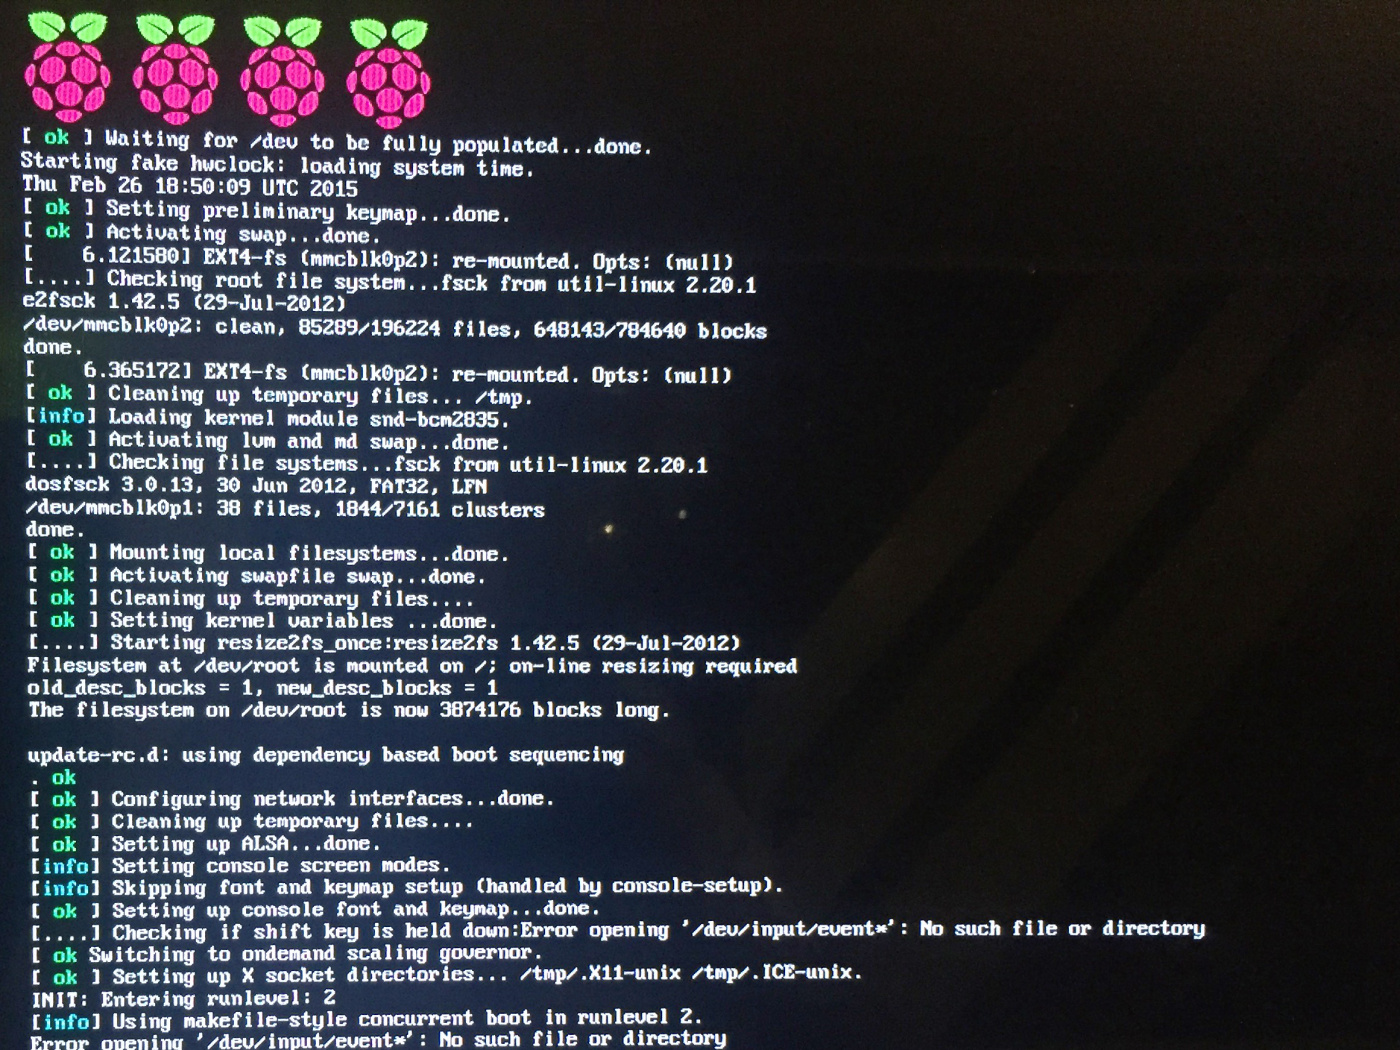 [ ok ] Waiting for /dev to be fully populated...done.
Starting fake hwclock: loading system time.
Thu Feb 26 18:50:09 UTC 2015
[ ok ] Setting preliminary keymap...done.
[ ok ] Activating swap...done.
[    6.121580] EXT4-fs (mmcblk0p2): re-mounted. Opts: (null)
[....] Checking root file system...fsck from util-linux 2.20.1
e2fsck 1.42.5 (29-Jul-2012)
/dev/mmcblk0p2: clean, 85289/196224 files, 648143/784640 blocks
done.
[    6.365172] EXT4-fs (mmcblk0p2): re-mounted. Opts: (null)
[ ok ] Cleaning up temporary files... /tmp.
[info] Loading kernel module snd-bcm2835.
[ ok ] Activating lvm and md swap...done.
[....] Checking file systems...fsck from util-linux 2.20.1
dosfsck 3.0.13, 30 Jun 2012, FAT32, LFN
/dev/mmcblk0p1: 38 files, 1844/7161 clusters
done.
[ ok ] Mounting local filesystems...done.
[ ok ] Activating swapfile swap...done.
[ ok ] Cleaning up temporary files....
[ ok ] Setting kernel variables ...done.
[....] Starting resize2fs_once:resize2fs 1.42.5 (29-Jul-2012)
Filesystem at /dev/root is mounted on /; on-line resizing required
old_desc_blocks = 1, new_desc_blocks = 1
The filesystem on /dev/root is now 3874176 blocks long.
update-rc.d: using dependency based boot sequencing
. ok
[ ok ] Configuring network interfaces...done.
[ ok ] Cleaning up temporary files....
[ ok ] Setting up ALSA...done.
[info] Setting console screen modes.
[info] Skipping font and keymap setup (handled by console-setup).
[ ok ] Setting up console font and keymap...done.
[....] Checking if shift key is held down:Error opening '/dev/input/event*': No such file or directory
[ ok Switching to ondemand scaling governor.
[ ok ] Setting up X socket directories... /tmp/.X11-unix /tmp/.ICE-unix.
INIT: Entering runlevel: 2
[info] Using makefile-style concurrent boot in runlevel 2.
Error opening '/dev/input/event*': No such file or directory